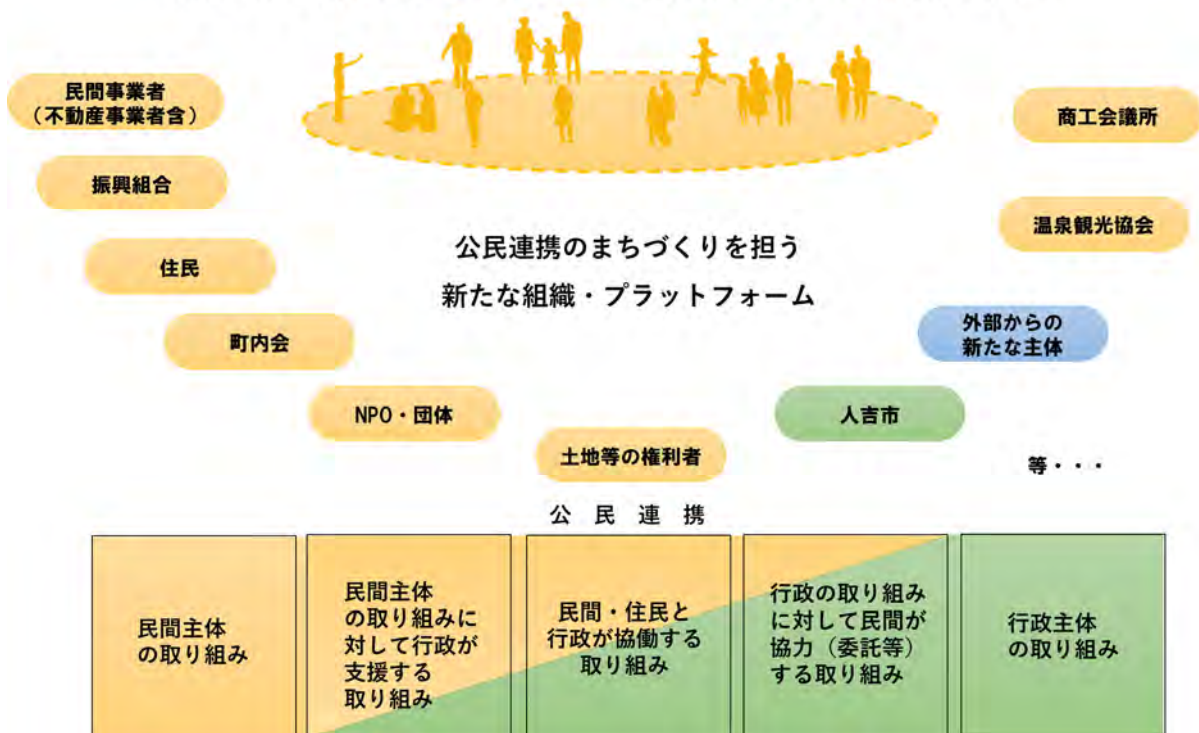 民間事業者
（不動産事業者含）
商工会議所
振興組合
温泉観光協会
公民連携のまちづくりを担う
新たな組織・プラットフォーム
住民
外部からの
新たな主体
町内会
NPO・団体
人吉市
土地等の権利者
等・・・
公民連携
民間主体
の取り組み
民間主体
の取り組みに
対して行政が
支援する
取り組み
民間・住民と
行政が協働する
取り組み
行政の取り組み
に対して民間が
協力（委託等）
する取り組み
行政主体
の取り組み